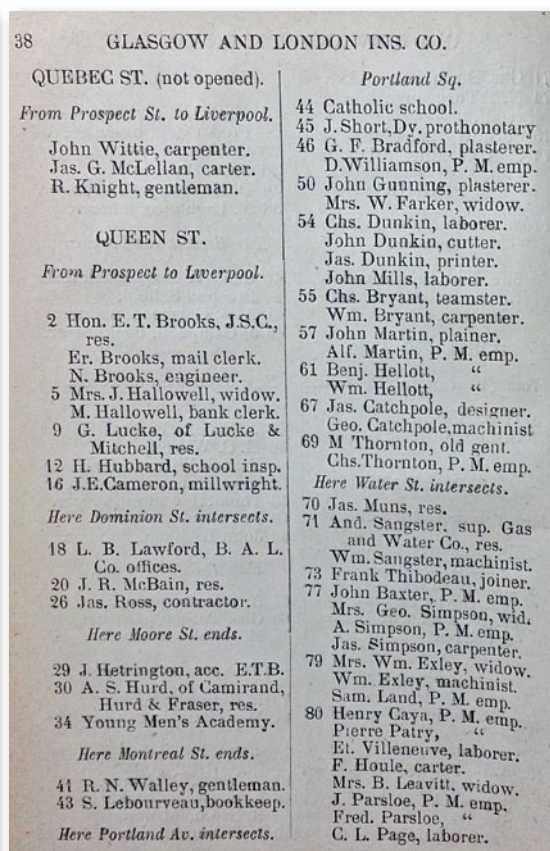 38 GLASGOW AND LONDON INS. CO.
QUEBEC ST. (not opened).
From Prospect St. to Liverpool.
John Wittie, carpenter.
Jas. G. McLellan, carter.
R. Knight, gentleman.
QUEEN ST.
From Prospect to Liverpool.
2 Hon. E. T. Brooks, J.S.C.,
res.
Er. Brooks, mail clerk.
N. Brooks, engineer.
5 Mrs. J. Hallowell, widow.
M. Hallowell, bank clerk.
9 G. Lucke, of Lucke &
Mitchell, res.
12 H. Hubbard, school insp.
16 J.E.Cameron, millwright.
Here Dominion St. intersects.
18 L. B. Lawford, B. A. L.
Co. offices.
20 J. R. McBain, res.
26 Jas. Ross, contractor.
Here Moore St. ends.
29 J. Hetrington, acc. E.T.B.
30 A. S. Hurd, of Camirand,
Hurd & Fraser, res.
34 Young Men's Academy.
Here Montreal St. ends.
41 R. N. Walley, gentleman.
43 S. Lebourveau,bookkeep.
Here Portland Av. intersects.
Portland Sq.
44 Catholic school.
45 J. Short,Dy. prothonotary
46 G. F. Bradford, plasterer.
D.Williamson, P. M. emp.
50 John Gunning, plasterer.
Mrs. W. Farker, widow.
54 Chs. Dunkin, laborer.
John Dunkin, cutter.
Jas. Dunkin, printer.
John Mills, laborer.
55 Chs. Bryant, teamster.
Wm. Bryant, carpenter.
57 John Martin, plainer.
Alf. Martin, P. M. emp.
61 Benj. Hellott, "
Wm. Hellott, "
67 Jas. Catchpole, designer.
Geo. Catchpole,machinist
69 M Thornton, old gent.
Chs.Thornton, P. M. emp.
Here Water St. intersects.
70 Jas. Muns, res.
71 And. Sangster. sup. Gas
and Water Co., res.
Wm. Sangster, machinist.
73 Frank Thibodeau, joiner.
77 John Baxter, P. M. emp.
Mrs. Geo. Simpson, wid.
A. Simpson, P. M. emp.
Jas. Simpson, carpenter.
79 Mrs. Wm. Exley, widow.
Wm. Exley, machinist.
Sam. Land, P. M. emp.
80 Henry Caya, P. M. emp.
Pierre Patry, "
Et. Villeneuve, laborer.
F. Houle, carter.
Mrs. B. Leavitt, widow.
J. Parsloe, P. M. emp.
Fred. Parsloe, "
C. L. Page, laborer.